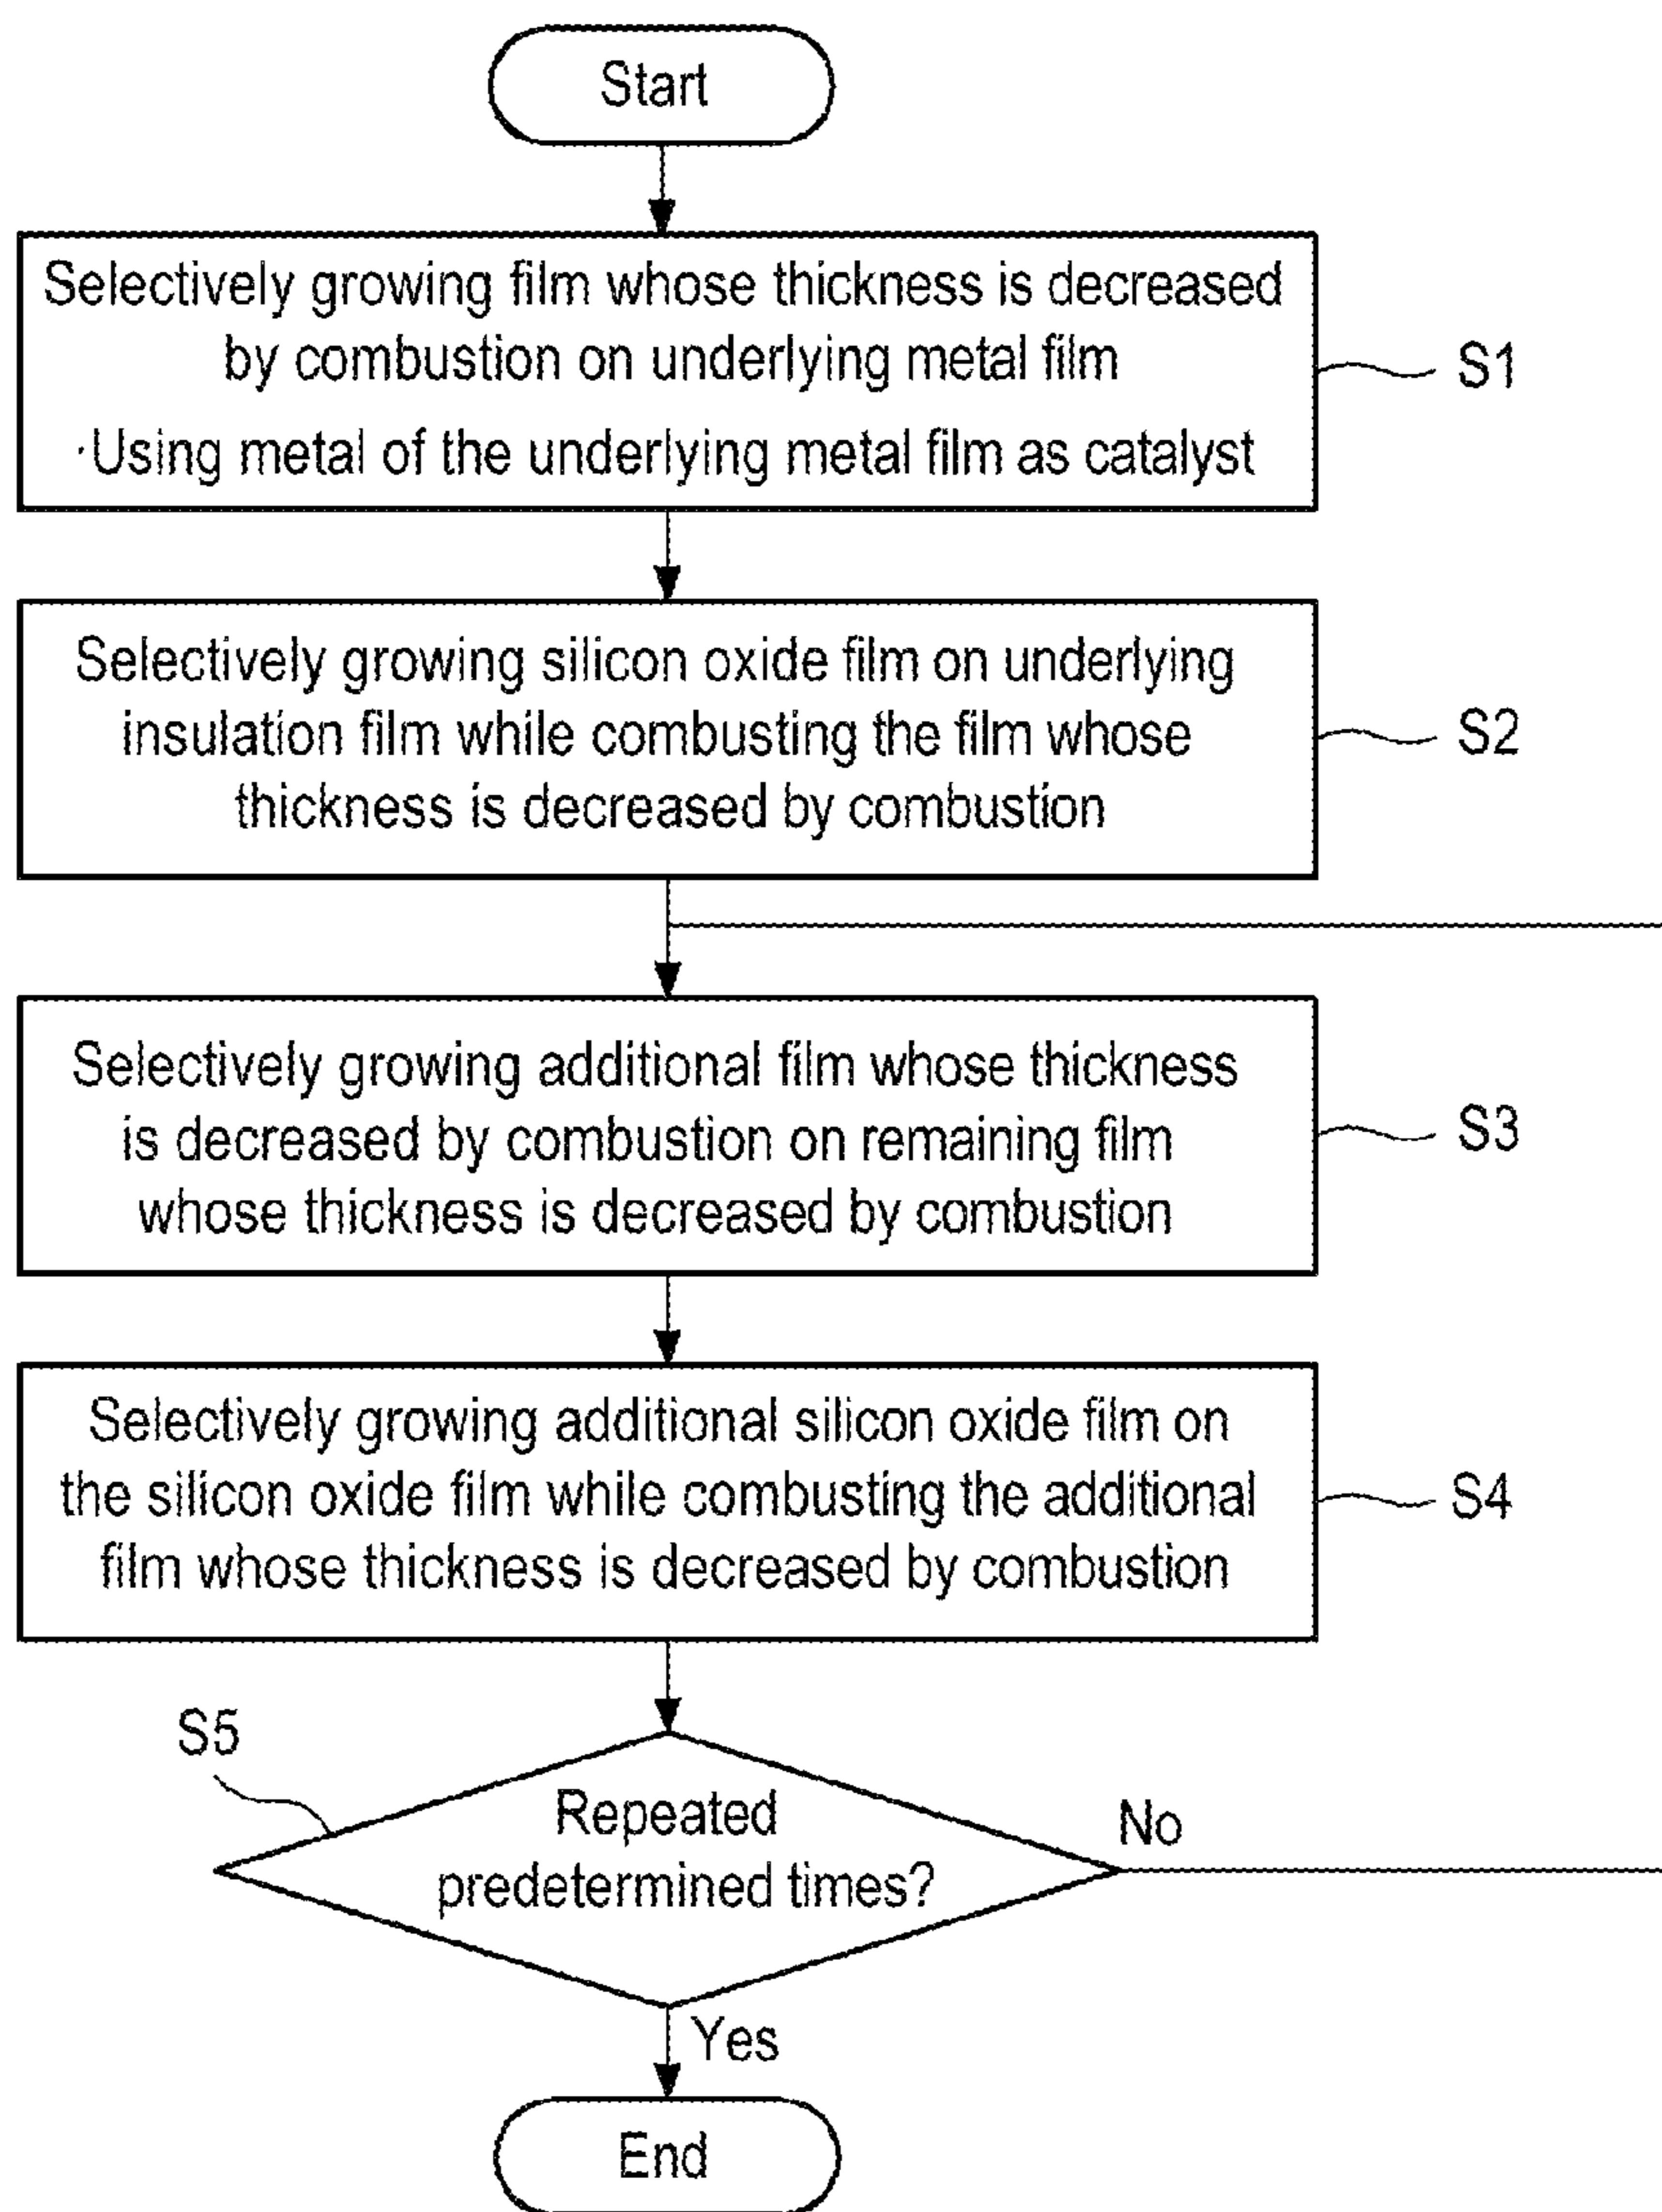 Start
Selectively growing film whose thickness is decreased
by combustion on underlying metal film
·Using metal of the underlying metal film as catalyst
S1
Selectively growing silicon oxide film on underlying
insulation film while combusting the film whose
thickness is decreased by combustion
S2
Selectively growing additional film whose thickness
is decreased by combustion on remaining film
whose thickness is decreased by combustion
S3
Selectively growing additional silicon oxide film on
the silicon oxide film while combusting the additional
film whose thickness is decreased by combustion
S4
S5
Repeated
predetermined times?
No
Yes
End